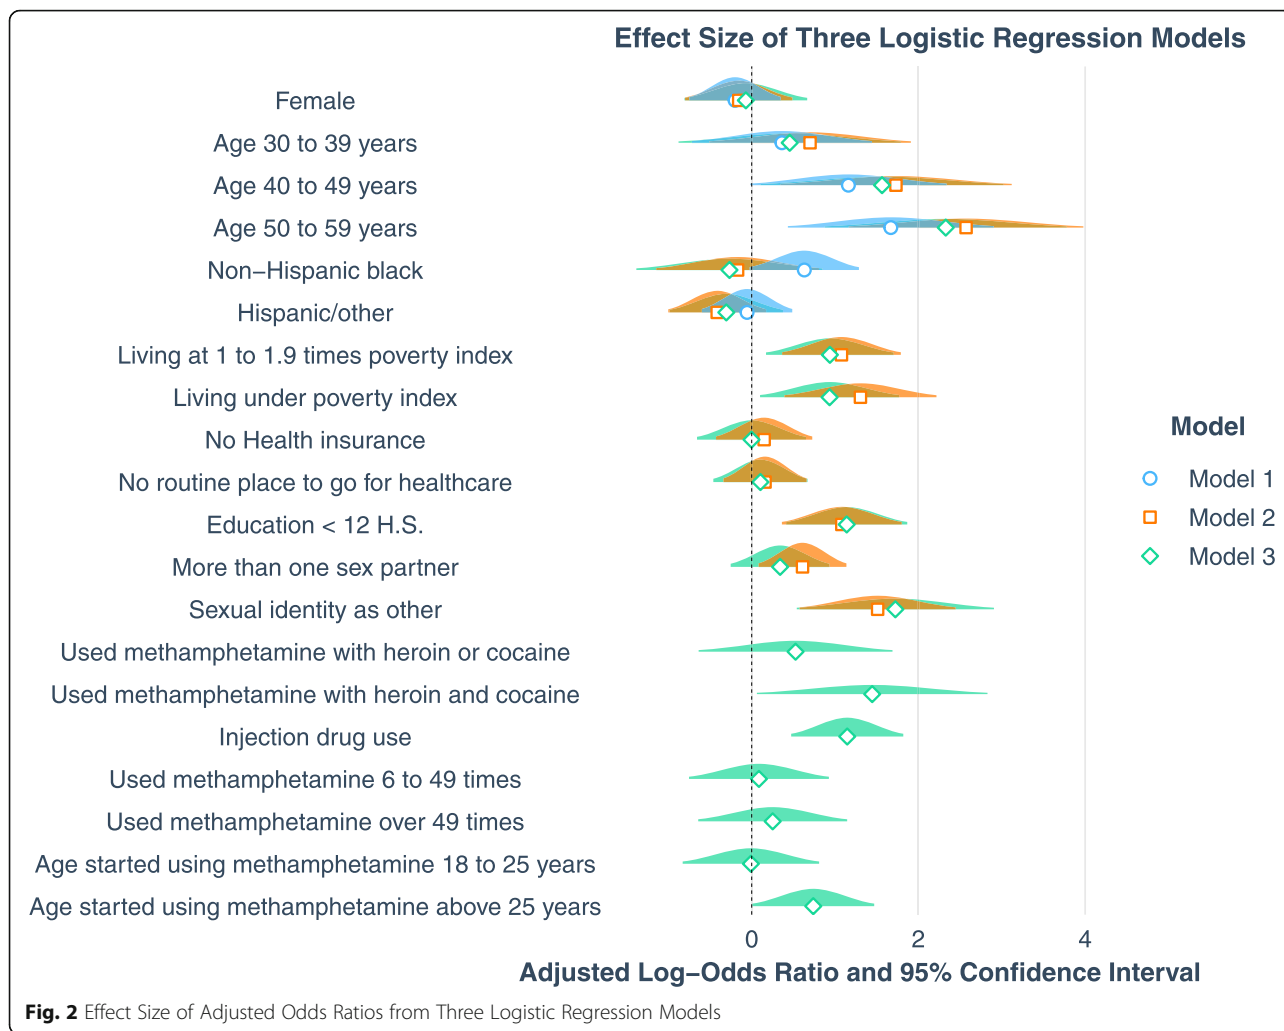 Effect Size of Three Logistic Regression Models
Female
Age 30 to 39 years
Age 40 to 49 years
Age 50 to 59 years
Non−Hispanic black
Hispanic/other
Living at 1 to 1.9 times poverty index
Living under poverty index
No Health insurance
No routine place to go for healthcare
Education < 12 H.S.
More than one sex partner
Sexual identity as other
Used methamphetamine with heroin or cocaine
Used methamphetamine with heroin and cocaine
Injection drug use
Used methamphetamine 6 to 49 times
Used methamphetamine over 49 times
Age started using methamphetamine 18 to 25 years
Age started using methamphetamine above 25 years
Model
Model 1
Model 2
Model 3
0 2 4
Adjusted Log−Odds Ratio and 95% Confidence Interval
Fig. 2 Effect Size of Adjusted Odds Ratios from Three Logistic Regression Models